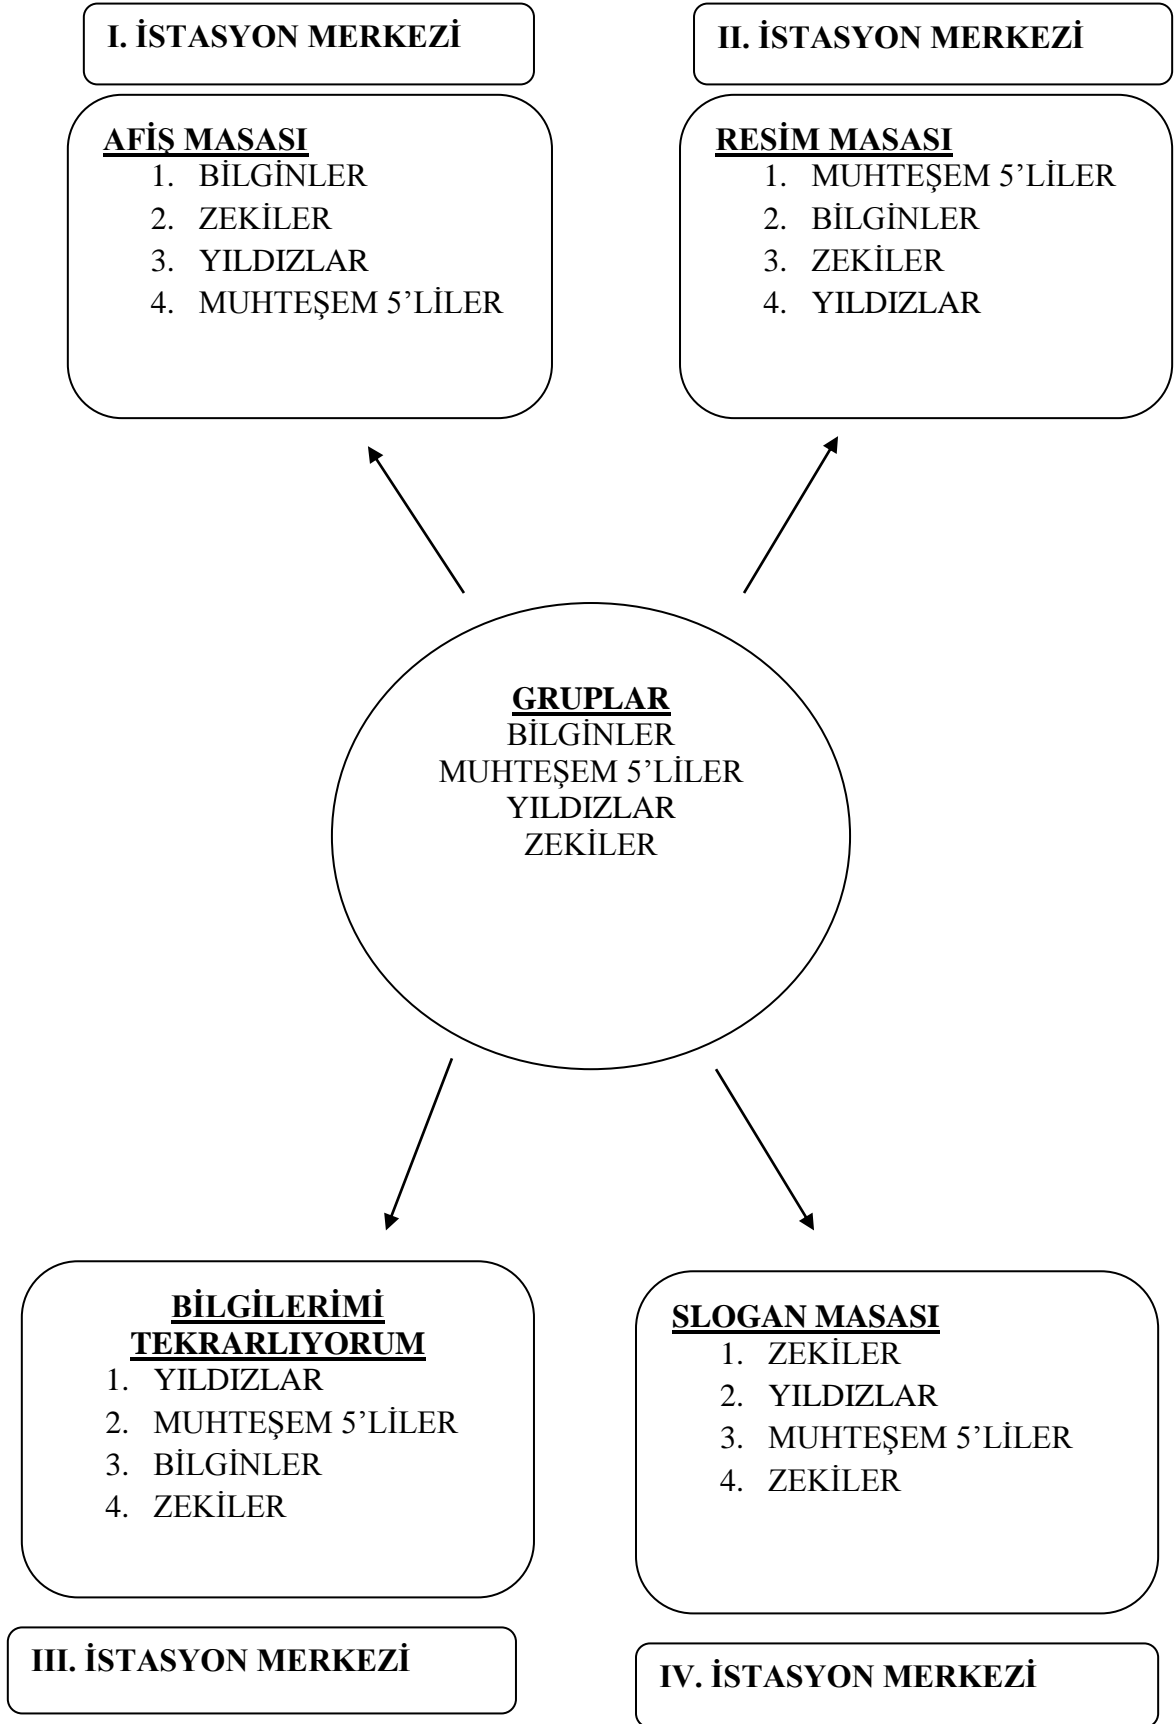 I. İSTASYON MERKEZİ
II. İSTASYON MERKEZİ
AFİŞ MASASI
1. BİLGİNLER
2. ZEKİLER
3. YILDIZLAR
4. MUHTEŞEM 5’LİLER
RESİM MASASI
1. MUHTEŞEM 5’LİLER
2. BİLGİNLER
3. ZEKİLER
4. YILDIZLAR
GRUPLAR
BİLGİNLER
MUHTEŞEM 5’LİLER
YILDIZLAR
ZEKİLER
BİLGİLERİMİ
TEKRARLIYORUM
1. YILDIZLAR
2. MUHTEŞEM 5’LİLER
3. BİLGİNLER
4. ZEKİLER
SLOGAN MASASI
1. ZEKİLER
2. YILDIZLAR
3. MUHTEŞEM 5’LİLER
4. ZEKİLER
III. İSTASYON MERKEZİ
IV. İSTASYON MERKEZİ